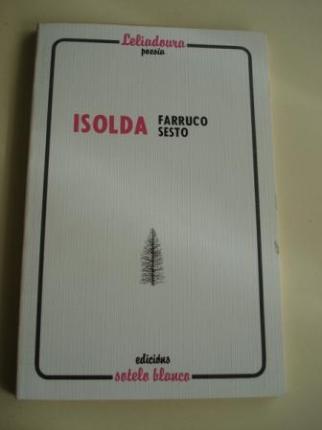 Leliadoura
poesía
ISOLDA FARRUCO
SESTO
edicións
sotelo blanco